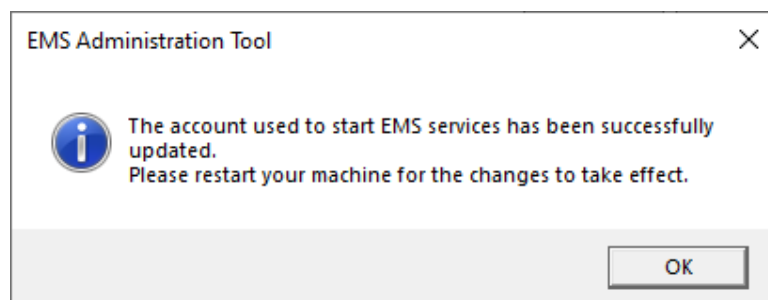 EMS Administration Tool
The account used to start EMS services has been successfully
updated.
Please restart your machine for the changes to take effect.
OK